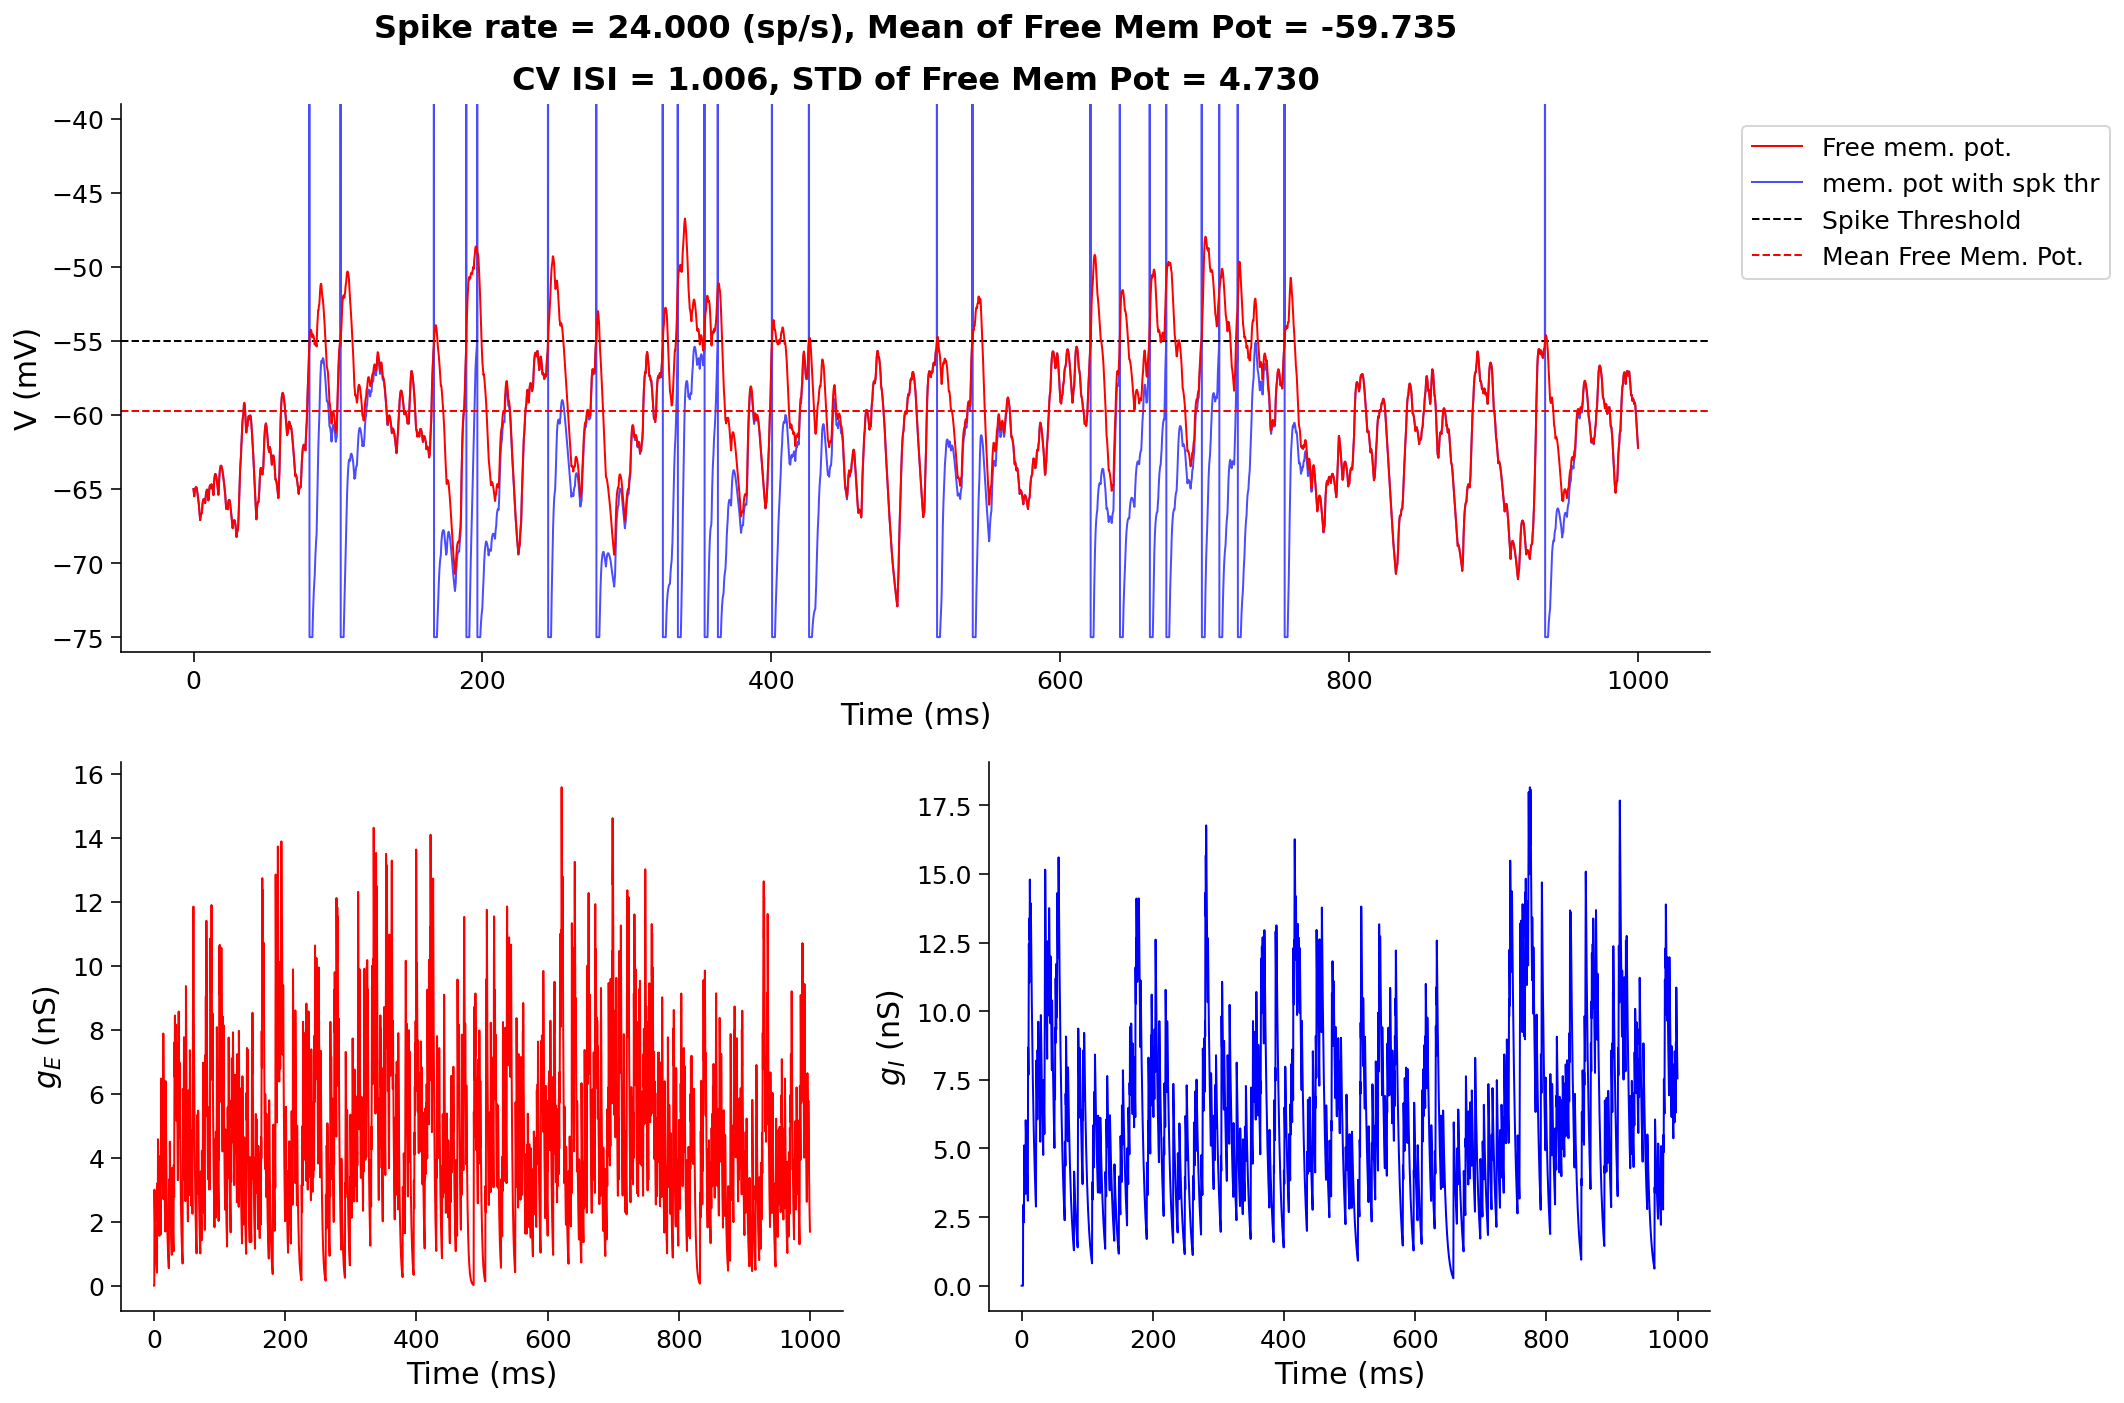 Spike rate = 24.000 (sp/s), Mean of Free Mem Pot = -59.735
CV ISI = 1.006, STD of Free Mem Pot = 4.730
−40
−45
−50
−55
−60
−65
−70
−75
V (mV)
0 200 400 600 800 1000
Time (ms)
Free mem. pot.
mem. pot with spk thr
Spike Threshold
Mean Free Mem. Pot.
16
14
12
10
8
6
4
2
0
g_E (nS)
0 200 400 600 800 1000
Time (ms)
17.5
15.0
12.5
10.0
7.5
5.0
2.5
0.0
g_I (nS)
0 200 400 600 800 1000
Time (ms)